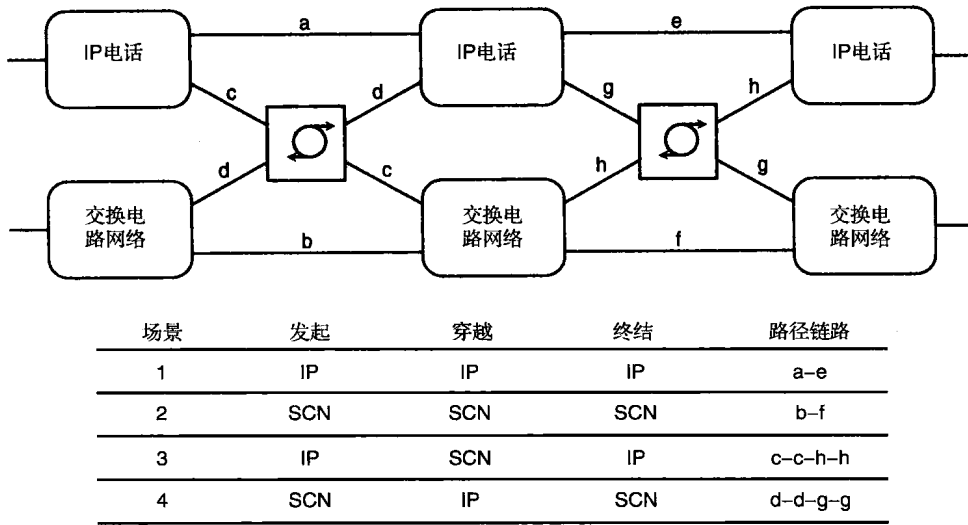 a
e
IP电话
IP电话
IP电话
c
d
g
h
d
c
h
g
交换电
路网络
交换电
路网络
交换电
路网络
b
f
场景 发起 穿越 终结 路径链路
1 IP IP IP a–e
2 SCN SCN SCN b–f
3 IP SCN IP c–c–h–h
4 SCN IP SCN d–d–g–g